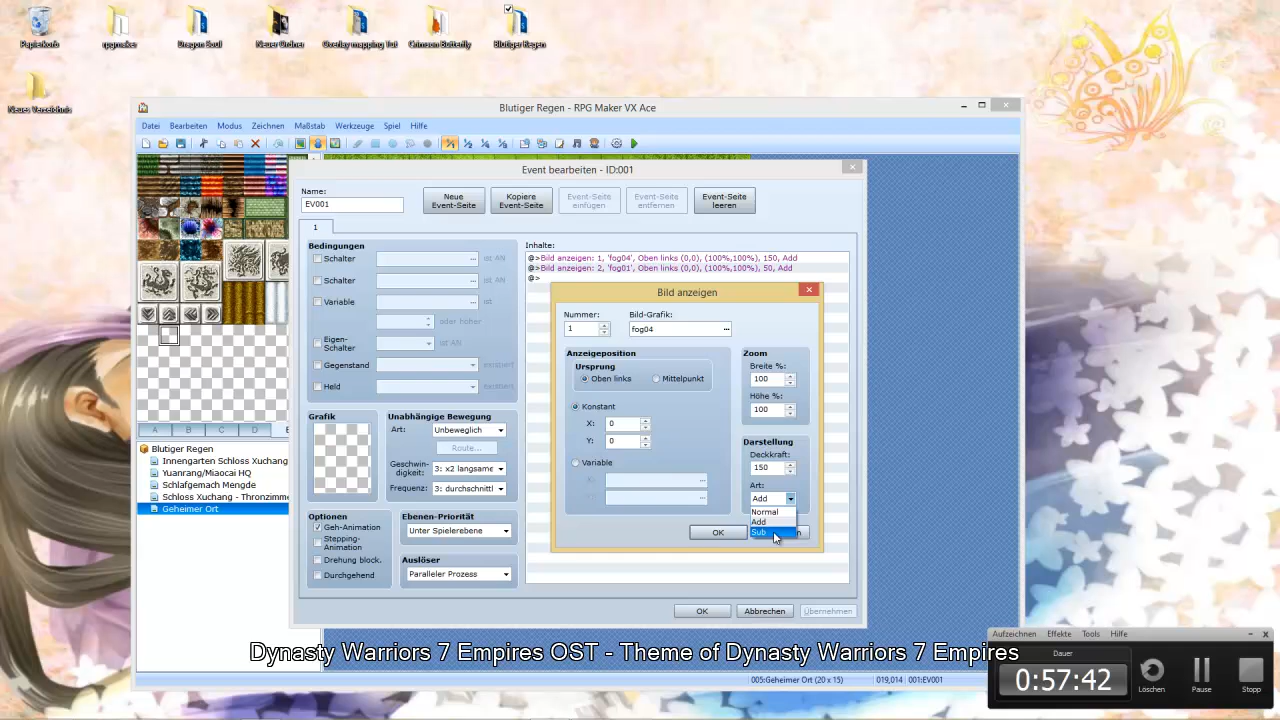 Papierkorb
rpgmaker
Dragon Soul
Neuer Ordner
Overlay mapping Tut
Crimson Butterfly
Blutiger Regen
Neues Verzeichnis
Blutiger Regen - RPG Maker VX Ace
Datei Bearbeiten Modus Zeichnen Maßstab Werkzeuge Spiel Hilfe
Event bea
Name:
EV001
Neue Event-Seite
Kopiere Event-Seite
Event-Seite einfügen
Event-Seite entfernen
Event-Seite leeren
1
Bedingungen
Schalter ... ist AN
Schalter ... ist AN
Variable ... ist
oder höher
Eigen-Schalter ist AN
Gegenstand existiert
Held existiert
Grafik
Unabhängige Bewegung
Art: Unbeweglich
Route...
Geschwin-digkeit: 3: x2 langsame
Frequenz: 3: durchschnittl
Optionen
Geh-Animation
Stepping-Animation
Drehung block.
Durchgehend
Ebenen-Priorität
Unter Spielerebene
Auslöser
Paralleler Prozess
Inhalte:
@>Bild anzeigen: 1, 'fog04', Oben links (0,0), (100%,100%), 150, Add
@>Bild anzeigen: 2, 'fog01', Oben links (0,0), (100%,100%), 50, Add
@>
Bild anzeigen
Nummer: Bild-Grafik:
1 fog04 ...
Anzeigeposition
Ursprung
Oben links Mittelpunkt
Konstant
X: 0
Y: 0
Variable
Zoom
Breite %:
100
Höhe %:
100
Darstellung
Deckkraft:
150
Art:
Add
Normal
Add
Sub
OK
OK Abbrechen Übernehmen
A B C D
Blutiger Regen
Innengarten Schloss Xuchang
Yuanrang/Miaocai HQ
Schlafgemach Mengde
Schloss Xuchang - Thronzimme
Geheimer Ort
005:Geheimer Ort (20 x 15) 019,014 001:EV001
Dynasty Warriors 7 Empires OST - Theme of Dynasty Warriors 7 Empires
Aufzeichnen Effekte Tools Hilfe
Dauer
0:57:42
Löschen Pause Stopp